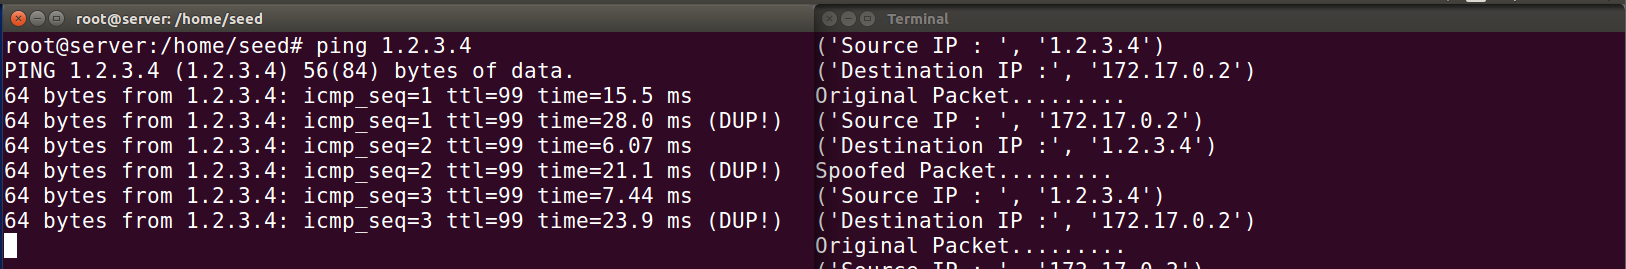 root@server: /home/seed
root@server:/home/seed# ping 1.2.3.4
PING 1.2.3.4 (1.2.3.4) 56(84) bytes of data.
64 bytes from 1.2.3.4: icmp_seq=1 ttl=99 time=15.5 ms
64 bytes from 1.2.3.4: icmp_seq=1 ttl=99 time=28.0 ms (DUP!)
64 bytes from 1.2.3.4: icmp_seq=2 ttl=99 time=6.07 ms
64 bytes from 1.2.3.4: icmp_seq=2 ttl=99 time=21.1 ms (DUP!)
64 bytes from 1.2.3.4: icmp_seq=3 ttl=99 time=7.44 ms
64 bytes from 1.2.3.4: icmp_seq=3 ttl=99 time=23.9 ms (DUP!)
Terminal
('Source IP : ', '1.2.3.4')
('Destination IP :', '172.17.0.2')
Original Packet.........
('Source IP : ', '172.17.0.2')
('Destination IP :', '1.2.3.4')
Spoofed Packet.........
('Source IP : ', '1.2.3.4')
('Destination IP :', '172.17.0.2')
Original Packet.........
('Source IP : ', '172.17.0.2')